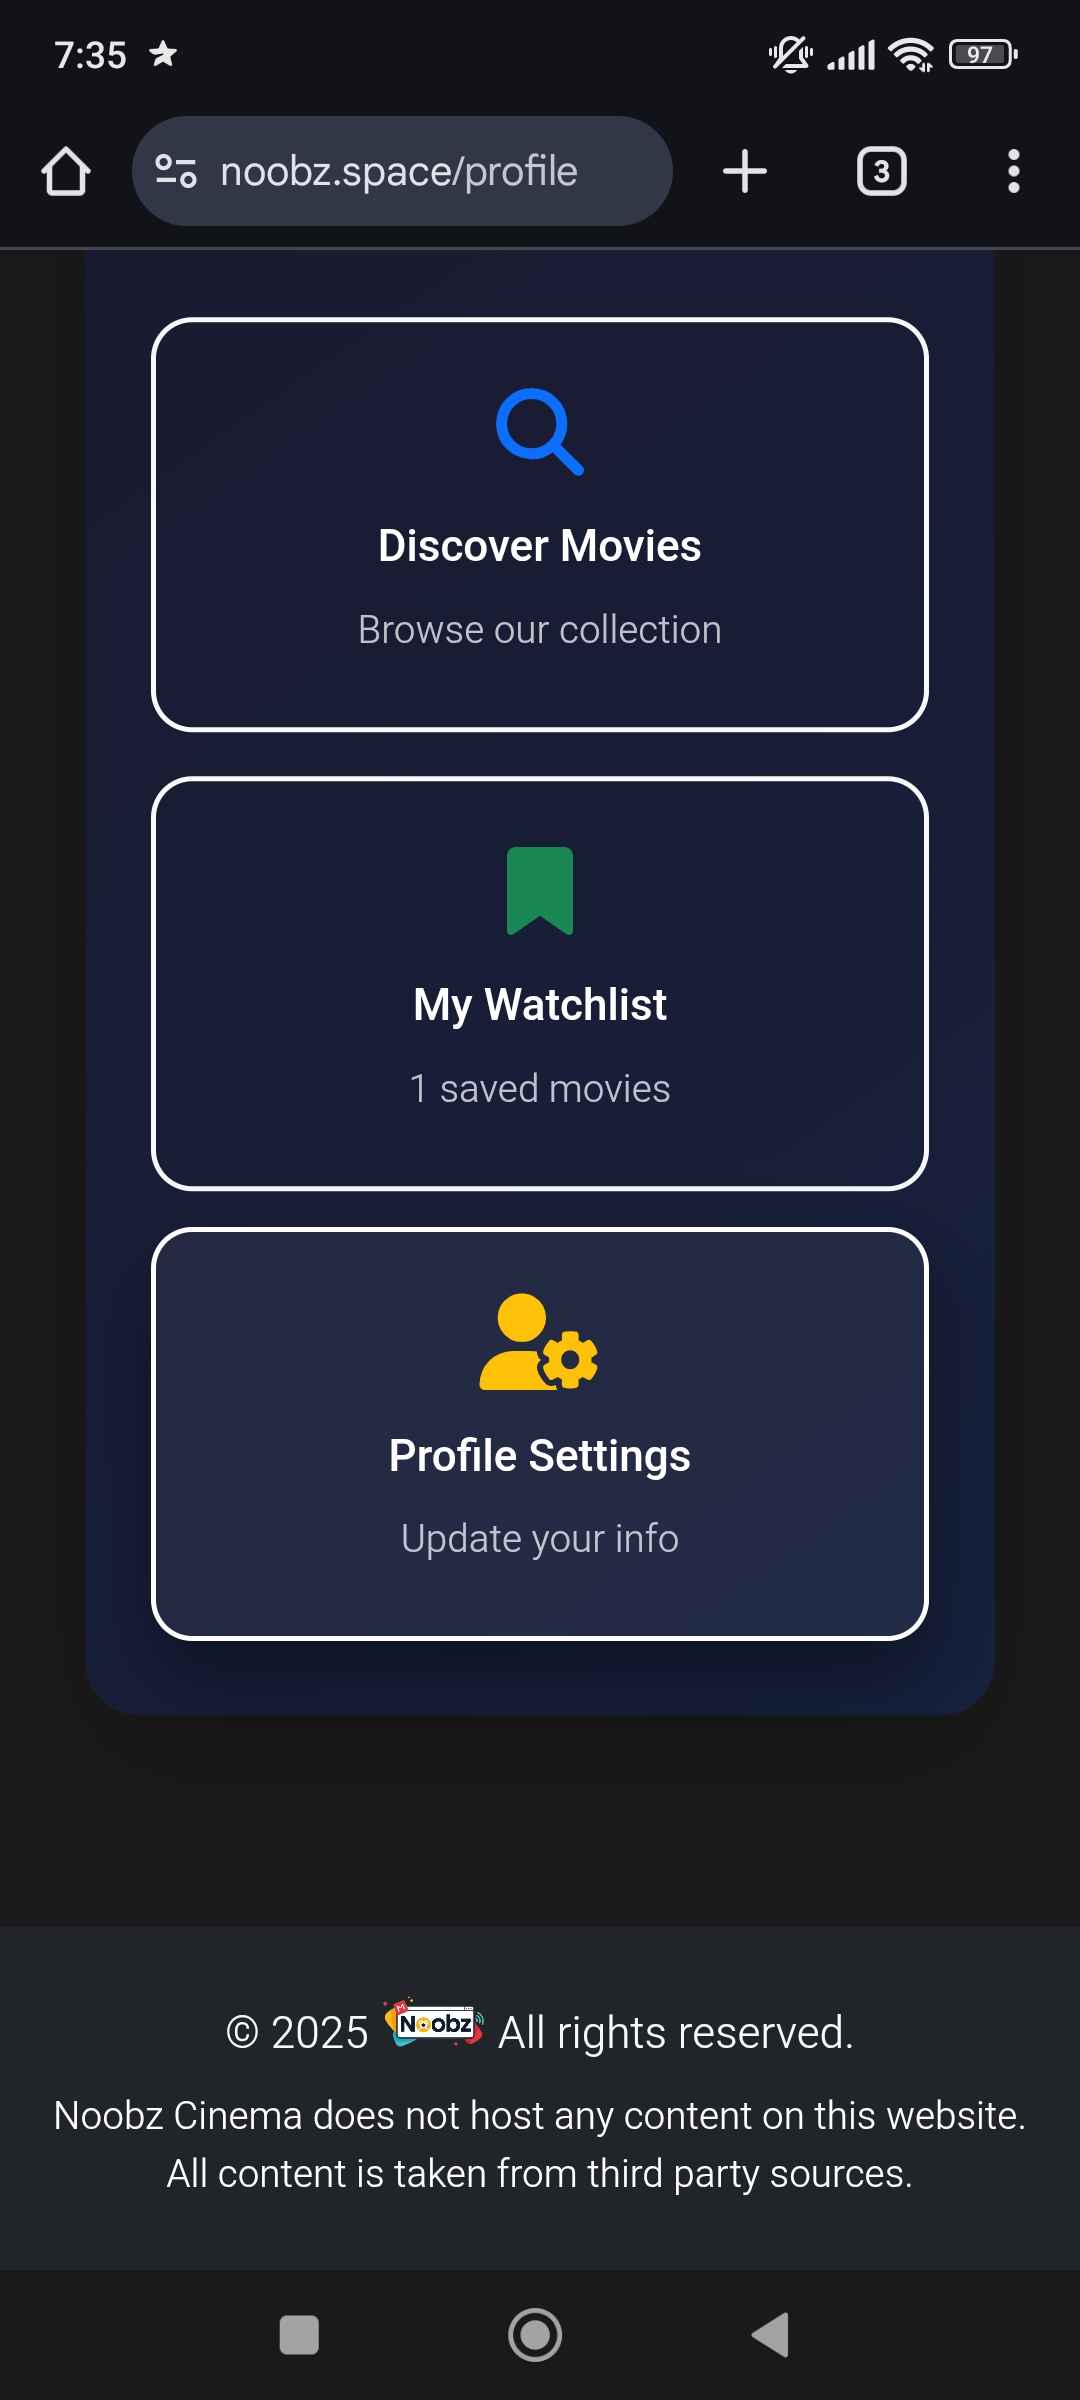 7:35
97
noobz.space/profile
3
Discover Movies
Browse our collection
My Watchlist
1 saved movies
Profile Settings
Update your info
© 2025 Noobz All rights reserved.
Noobz Cinema does not host any content on this website.
All content is taken from third party sources.